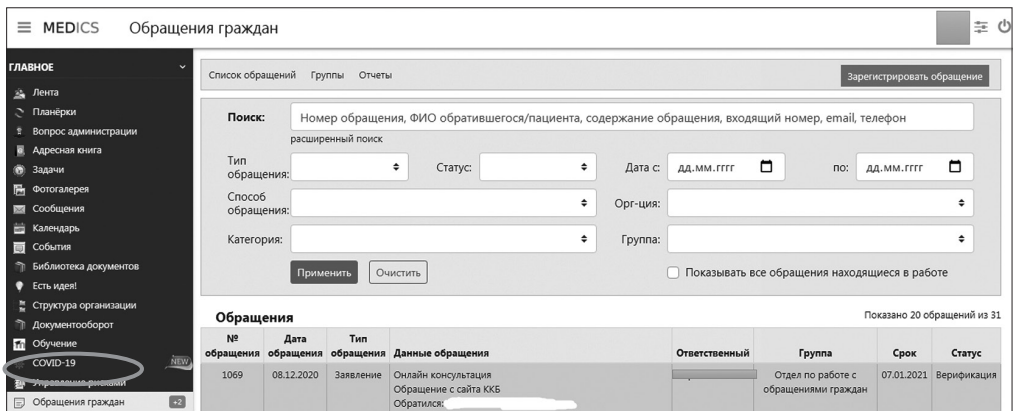 MEDICS Обращения граждан
ГЛАВНОЕ
Лента
Планёрки
Вопрос администрации
Адресная книга
Задачи
Фотогалерея
Сообщения
Календарь
События
Библиотека документов
Есть идея!
Структура организации
Документооборот
Обучение
COVID-19 NEW
Управления рисками
Обращения граждан +2
Список обращений Группы Отчеты Зарегистрировать обращение
Поиск: Номер обращения, ФИО обратившегося/пациента, содержание обращения, входящий номер, email, телефон
расширенный поиск
Тип обращения: Статус: Дата с: дд.мм.гггг по: дд.мм.гггг
Способ обращения: Орг-ция:
Категория: Группа:
Применить Очистить Показывать все обращения находящиеся в работе
Обращения Показано 20 обращений из 31
№ обращения Дата обращения Тип обращения Данные обращения Ответственный Группа Срок Статус
1069 08.12.2020 Заявление Онлайн консультация Отдел по работе с 07.01.2021 Верификация
Обращение с сайта ККБ обращениями граждан
Обратился: